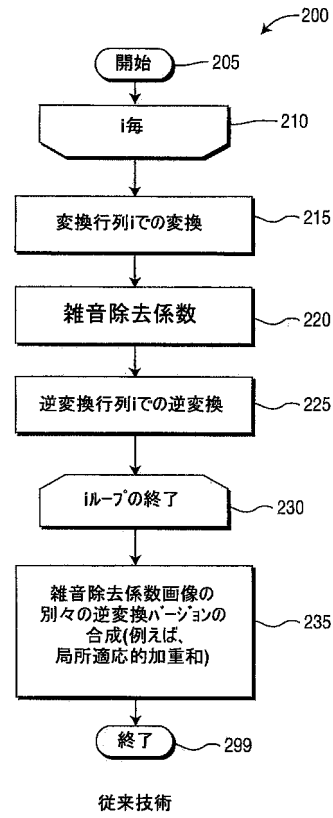 200
開始
205
i毎
210
変換行列iでの変換
215
雑音除去係数
220
逆変換行列iでの逆変換
225
iﾙｰﾌﾟの終了
230
雑音除去係数画像の
別々の逆変換ﾊﾞｰｼﾞｮﾝの
合成(例えば、
局所適応的加重和)
235
終了
299
従来技術